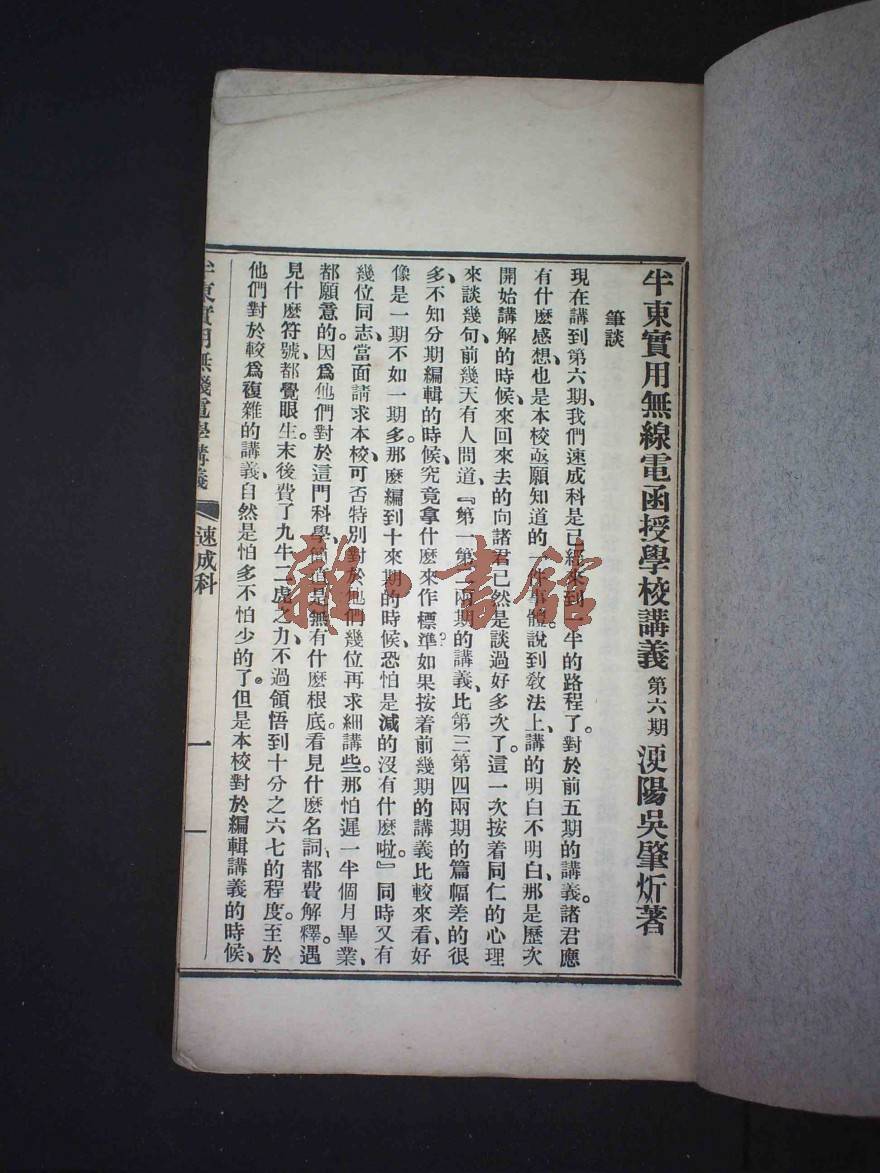 半東實用無線電函授學校講義 第六期 浭陽吳肇炘著
筆談
現在講到第六期、我們速成科是已經來到一半的路程了。對於前五期的講義。諸君應
有什麼感想、也是本校亟願知道的一件事。體說到教法上、講的明白不明白、那是歷次
開始講解的時候、來回來去的向諸君已然是談過好多次了。這一次按着同仁的心理
來談幾句、前幾天有人問道、『第一第二兩期的講義、比第三第四兩期的篇幅差的很
多、不知分期編輯的時候、究竟拿什麼來作標準、如果按着前幾期的講義比較來看、好
像是一期不如一期多、那麼編到十來期的時候、恐怕是減的沒有什麼啦。』同時又有
幾位同志、當面請求本校、可否特別對於他們幾位再求細講些。那怕遲一半個月畢業、
都願意的。因爲他們對於這門科學、簡直是無有什麼根底。看見什麼名詞、都費解釋。遇
見什麼符號、都覺眼生。末後費了九牛二虎之力、不過領悟到十分之六七的程度。至於
他們對於較爲複雜的講義、自然是怕多不怕少的了。但是本校對於編輯講義的時候、
半東實用無綫電學講義 速成科 一
雜·書館